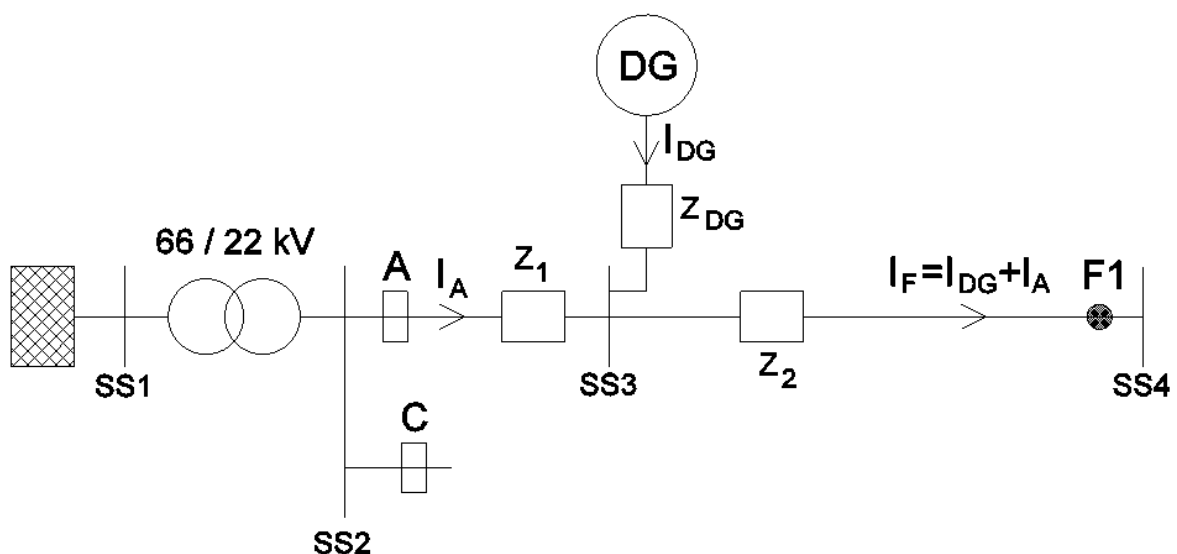 DG
I_DG
Z_DG
66 / 22 kV
A
I_A
Z_1
I_F=I_DG+I_A
F1
SS1
SS3
Z_2
SS4
C
SS2